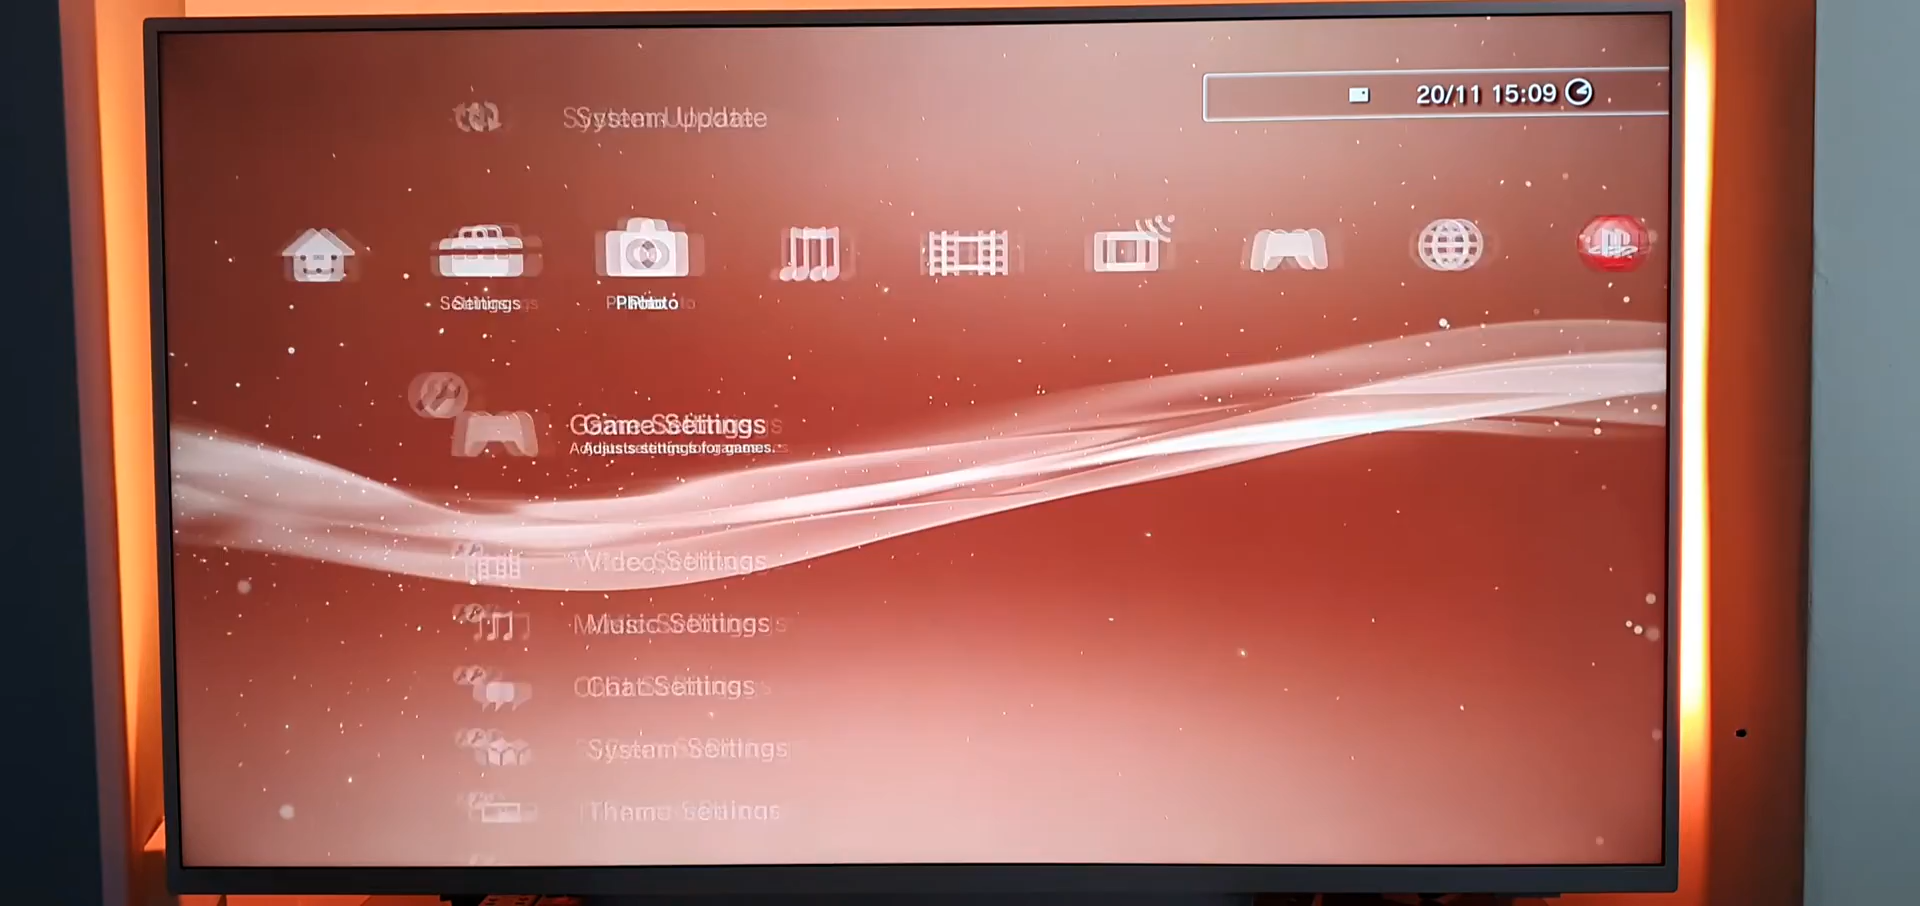 System Update
20/11 15:09
Settings
Photo
Game Settings
Adjusts settings for games.
Video Settings
Music Settings
Chat Settings
System Settings
Theme Settings